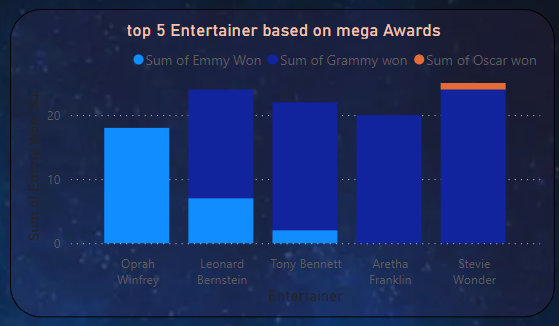 top 5 Entertainer based on mega Awards
Sum of Emmy Won Sum of Grammy won Sum of Oscar won
20
10
0
Oprah Winfrey
Leonard Bernstein
Tony Bennett
Aretha Franklin
Stevie Wonder
Entertainer